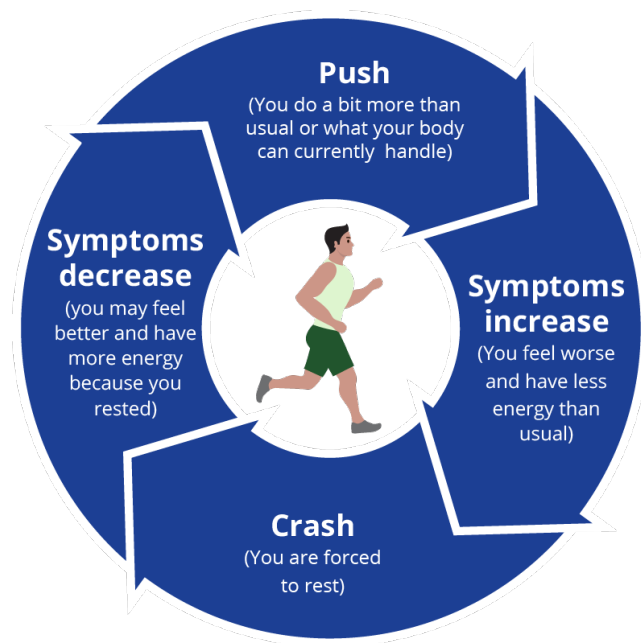 Push
(You do a bit more than
usual or what your body
can currently handle)
Symptoms
increase
(You feel worse
and have less
energy than
usual)
Crash
(You are forced
to rest)
Symptoms
decrease
(you may feel
better and have
more energy
because you
rested)